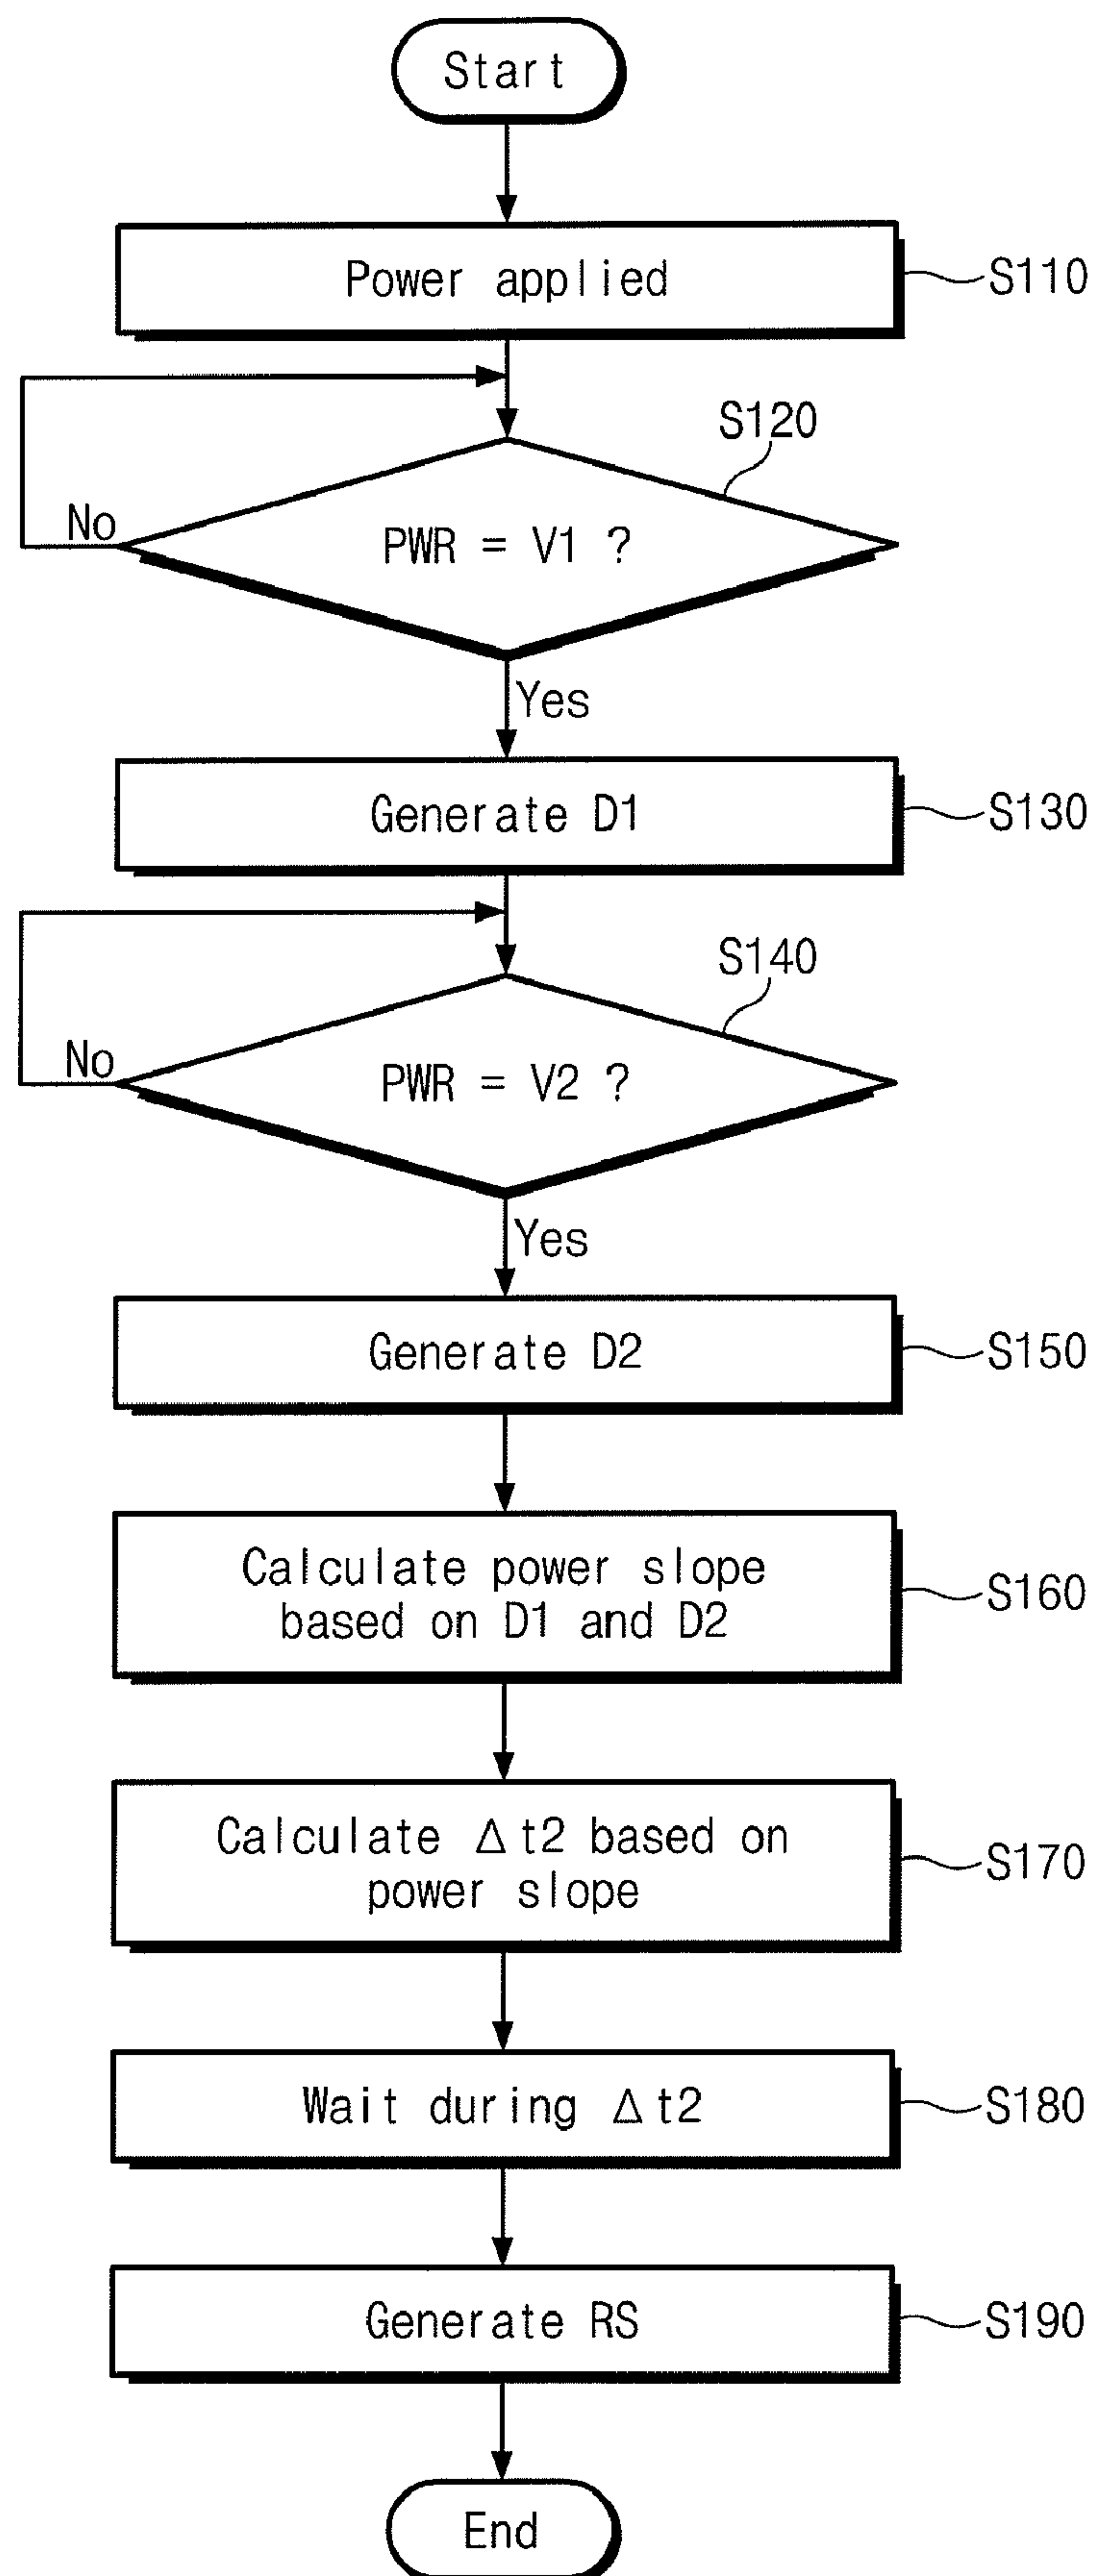 Start
Power applied
S110
S120
No
PWR = V1 ?
Yes
Generate D1
S130
S140
No
PWR = V2 ?
Yes
Generate D2
S150
Calculate power slope
based on D1 and D2
S160
Calculate Δt2 based on
power slope
S170
Wait during Δt2
S180
Generate RS
S190
End